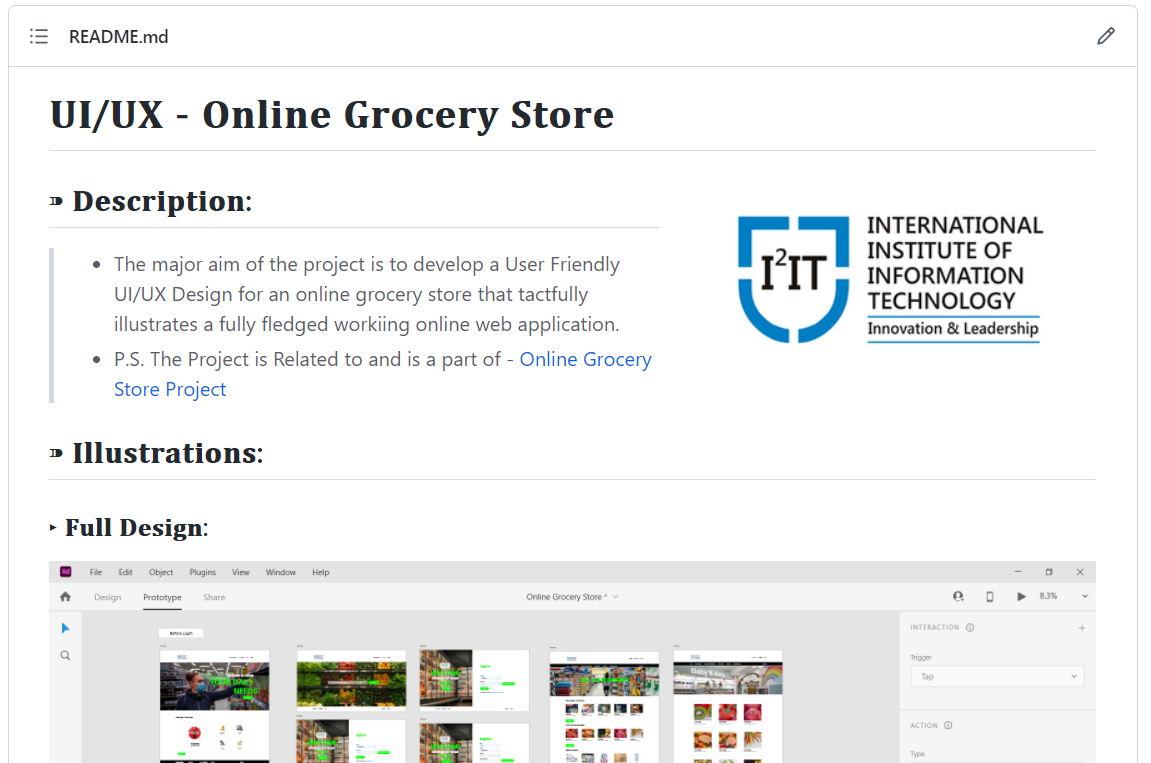 README.md
UI/UX - Online Grocery Store
Description:
• The major aim of the project is to develop a User Friendly
UI/UX Design for an online grocery store that tactfully
illustrates a fully fledged workiing online web application.
• P.S. The Project is Related to and is a part of - Online Grocery
Store Project
I2IT
INTERNATIONAL
INSTITUTE OF
INFORMATION
TECHNOLOGY
Innovation & Leadership
Illustrations:
Full Design:
Xd File Edit Object Plugins View Window Help
Design Prototype Share Online Grocery Store * 8.3%
Before Login
INTERACTION
Trigger
Tap
ACTION
Type